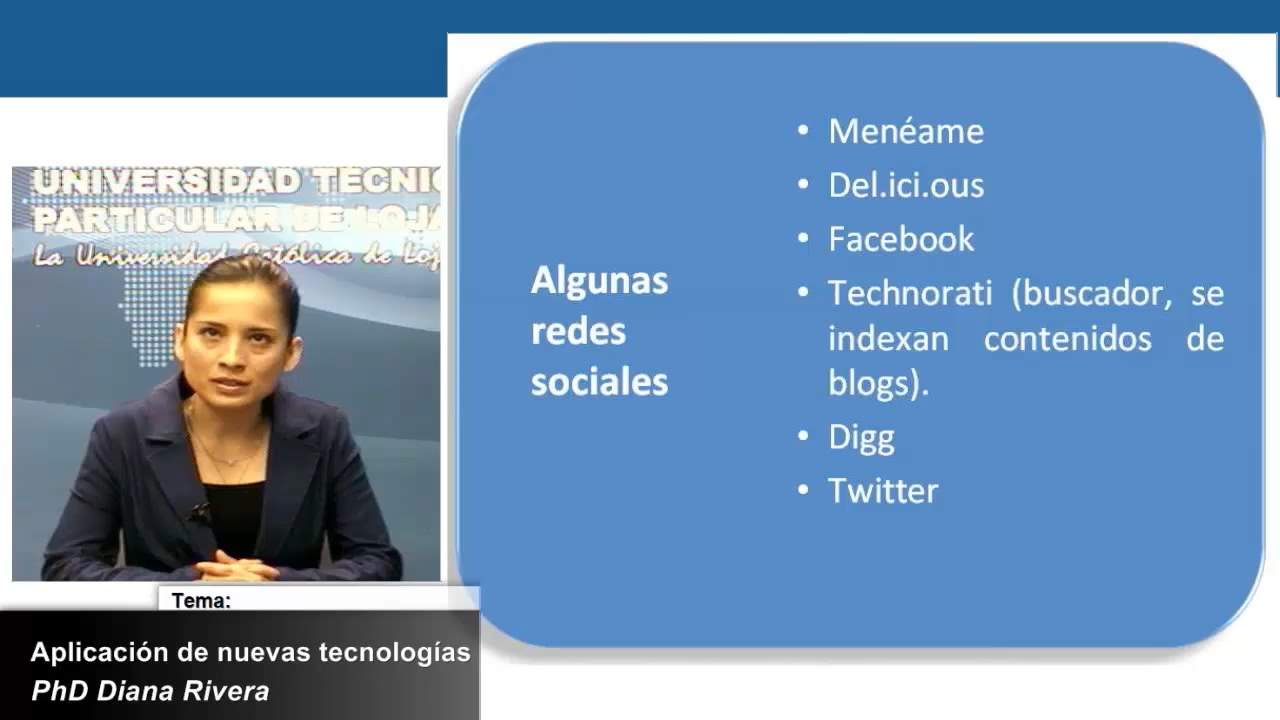 UNIVERSIDAD TECNIC
PARTICULAR DE LOJA
La Universidad Católica de Loj
Algunas
redes
sociales
• Menéame
• Del.ici.ous
• Facebook
• Technorati (buscador, se
indexan contenidos de
blogs).
• Digg
• Twitter
Tema:
Aplicación de nuevas tecnologías
PhD Diana Rivera